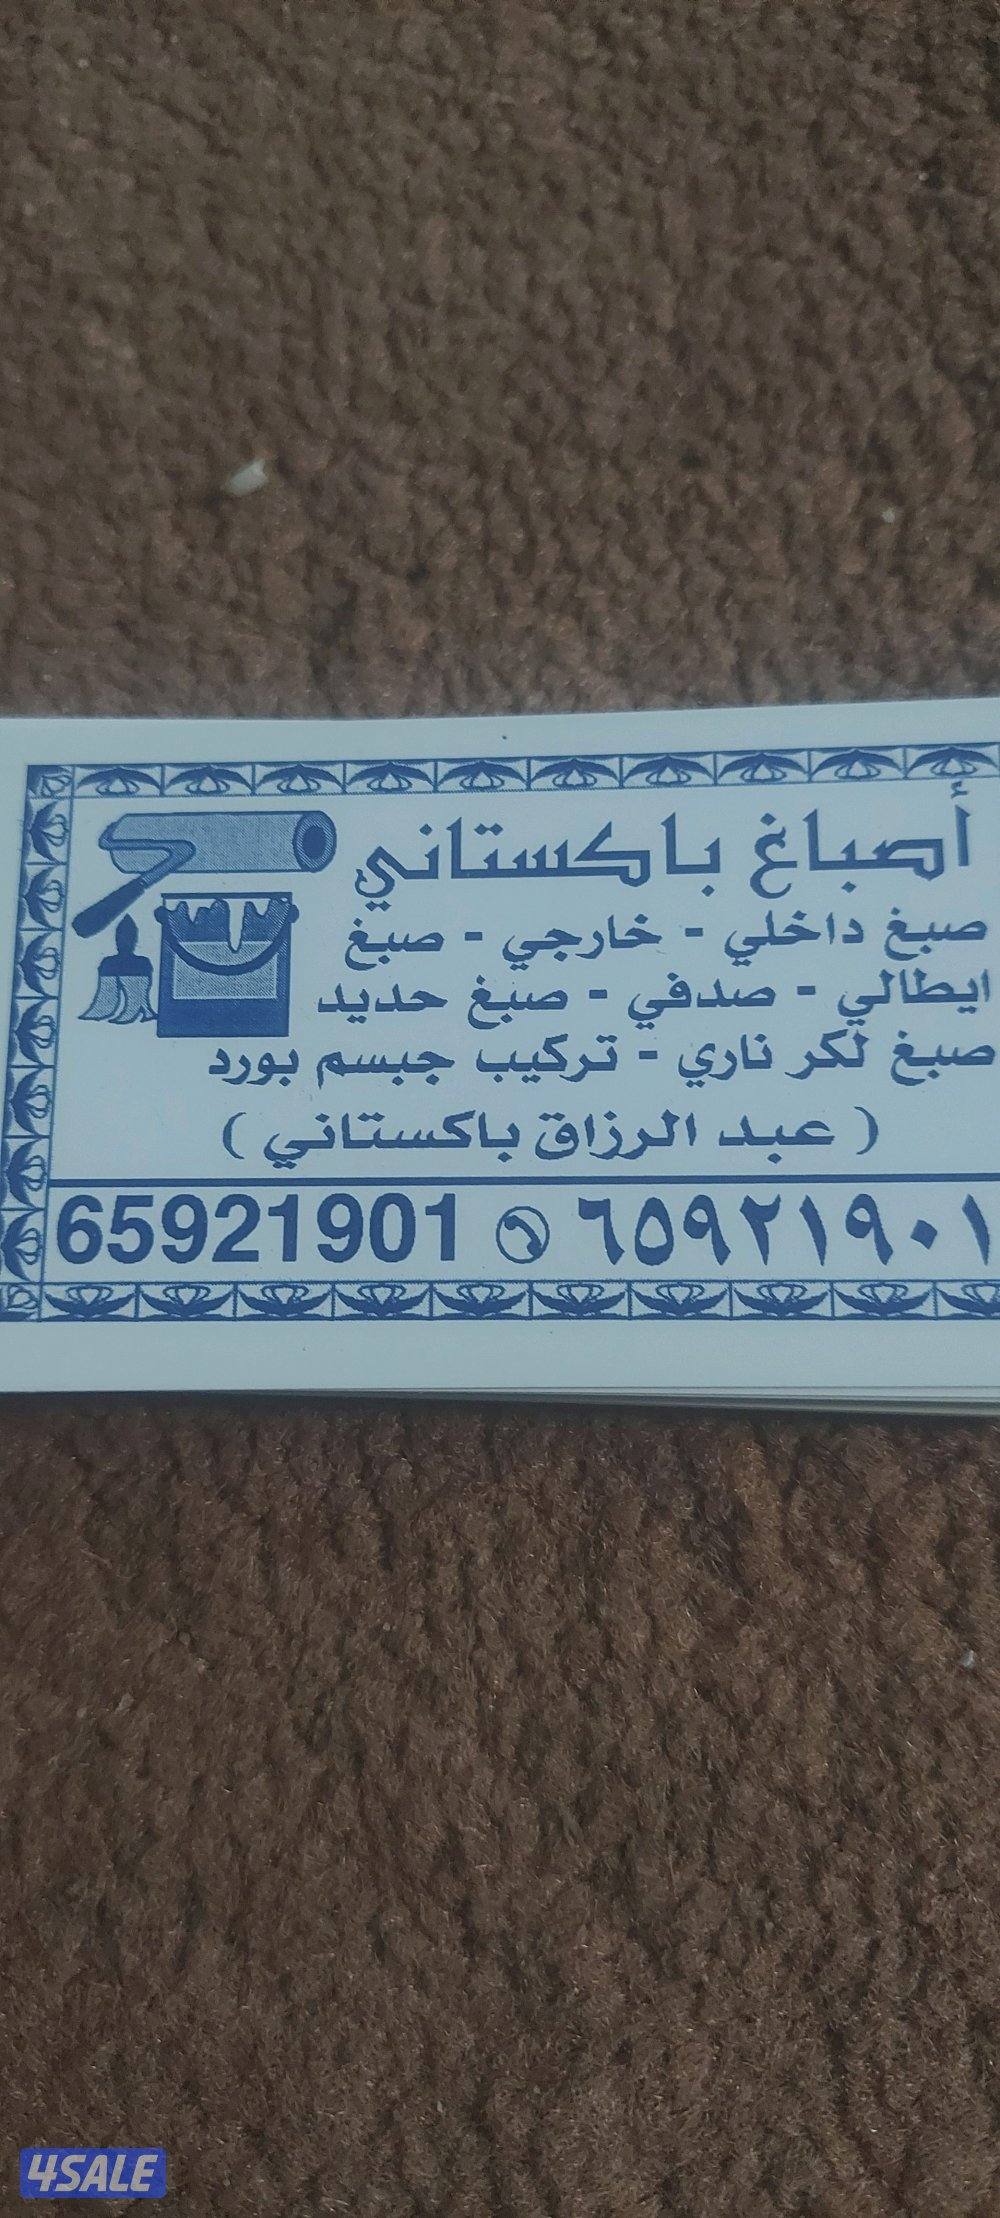 أصباغ باكستاني
صبغ داخلي - خارجي - صبغ
ايطالي - صدفي - صبغ حديد
صبغ لكر ناري - تركيب جبسم بورد
( عبد الرزاق باكستاني )
65921901 ٦٥٩٢١٩٠١
4SALE